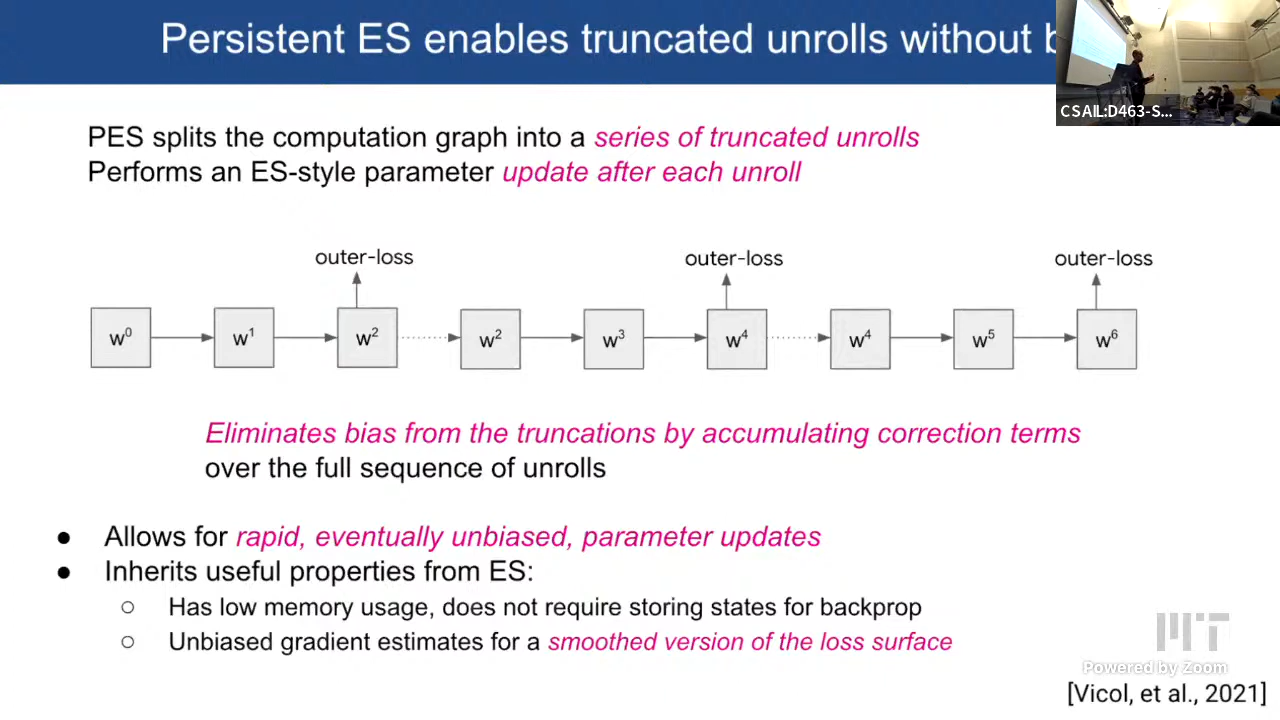 Persistent ES enables truncated unrolls without b
CSAIL:D463-S...
PES splits the computation graph into a series of truncated unrolls
Performs an ES-style parameter update after each unroll
outer-loss outer-loss outer-loss
w⁰ w¹ w² w² w³ w⁴ w⁴ w⁵ w⁶
Eliminates bias from the truncations by accumulating correction terms
over the full sequence of unrolls
● Allows for rapid, eventually unbiased, parameter updates
● Inherits useful properties from ES:
○ Has low memory usage, does not require storing states for backprop
○ Unbiased gradient estimates for a smoothed version of the loss surface
MIT
Powered by Zoom
[Vicol, et al., 2021]